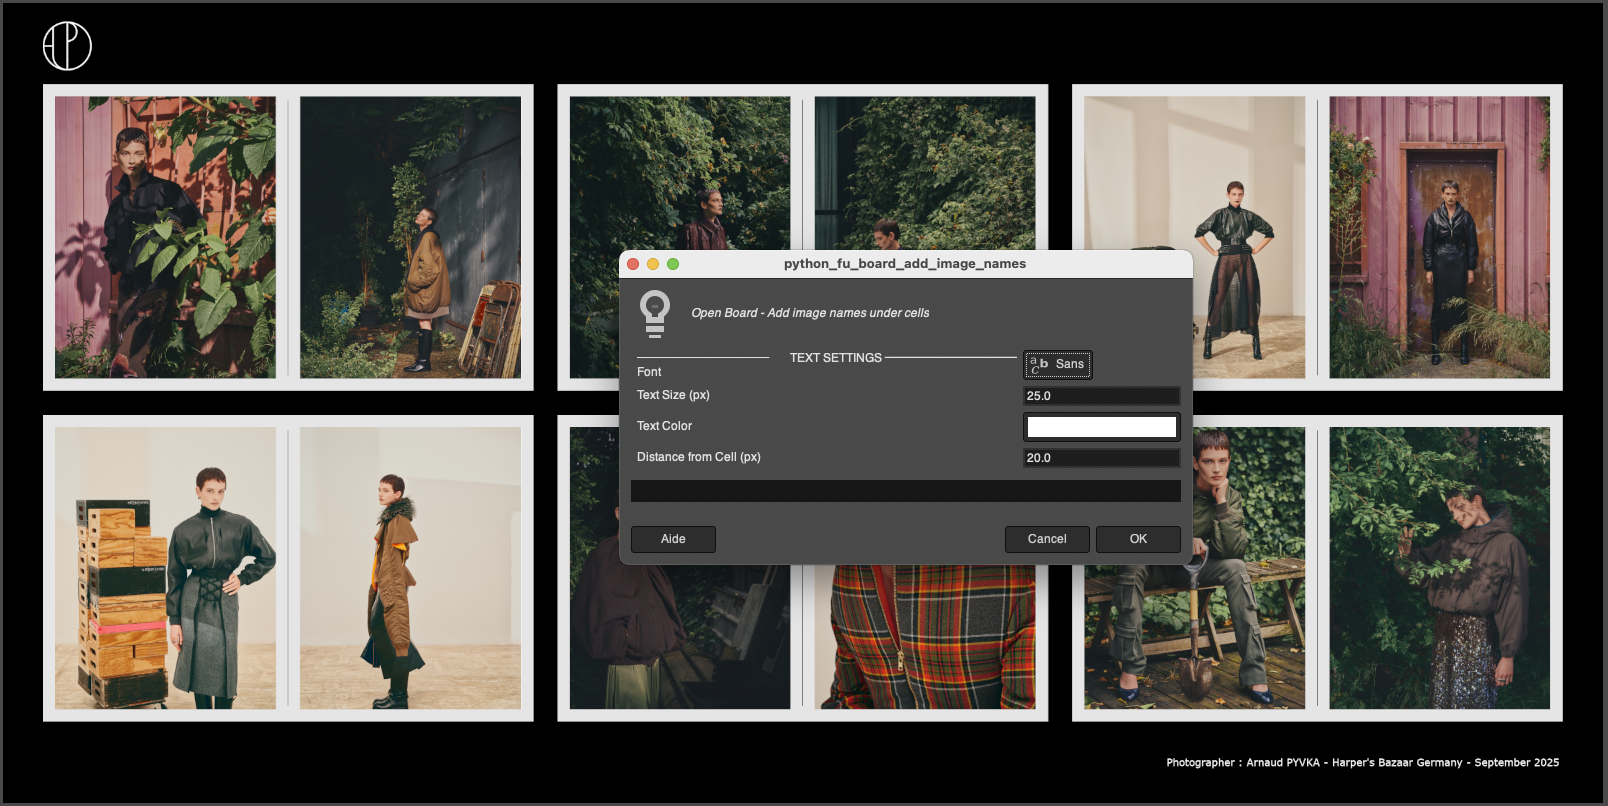 python_fu_board_add_image_names
Open Board - Add image names under cells
TEXT SETTINGS
Font
Sans
Text Size (px)
25.0
Text Color
Distance from Cell (px)
20.0
Aide
Cancel
OK
Photographer : Arnaud PYVKA - Harper's Bazaar Germany - September 2025